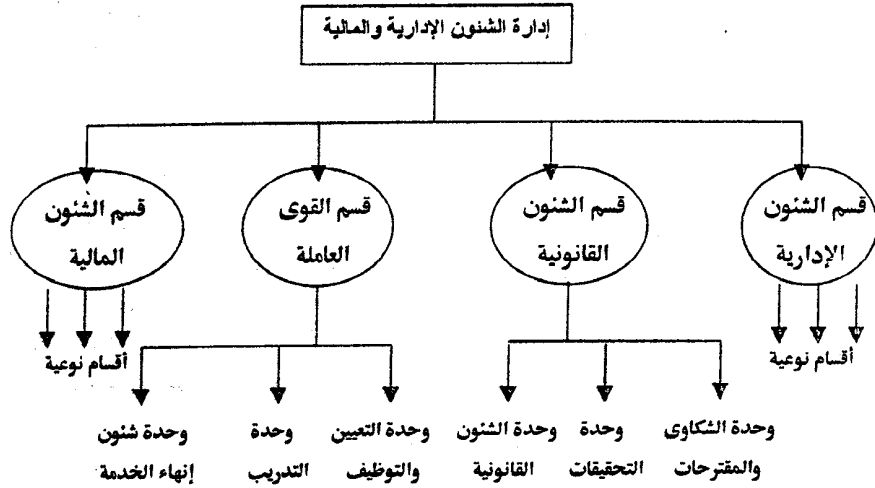 إدارة الشئون الإدارية والمالية
قسم الشئون
الإدارية
قسم الشئون
القانونية
قسم القوى
العاملة
قسم الشئون
المالية
أقسام نوعية
أقسام نوعية
وحدة الشكاوى
والمقترحات
وحدة
التحقيقات
وحدة الشئون
القانونية
وحدة التعيين
والتوظيف
وحدة
التدريب
وحدة شئون
إنهاء الخدمة